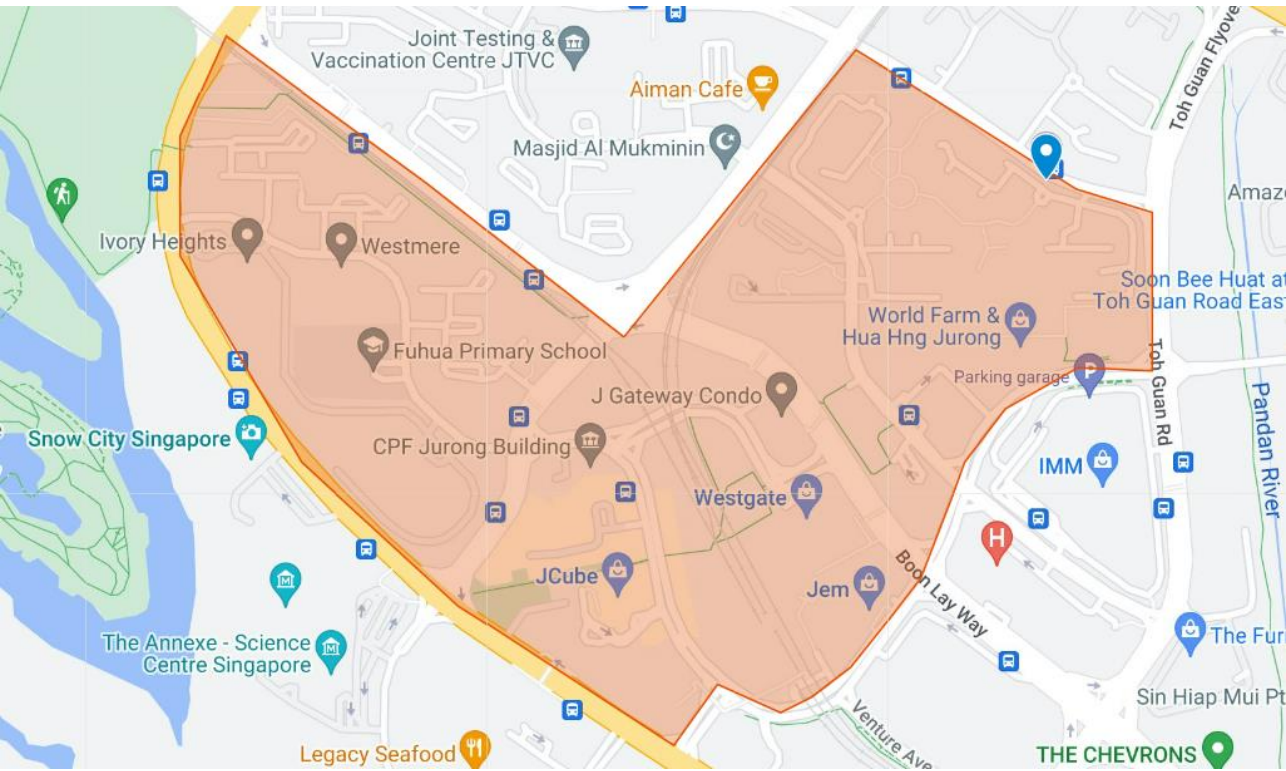 Joint Testing &
Vaccination Centre JTVC
Aiman Cafe
Masjid Al Mukminin
Toh Guan Flyove
Amazo
Ivory Heights
Westmere
Soon Bee Huat at
Toh Guan Road East
World Farm &
Hua Hng Jurong
Fuhua Primary School
Parking garage
P
Toh Guan Rd
J Gateway Condo
Pandan River
Snow City Singapore
CPF Jurong Building
IMM
Westgate
H
JCube
Jem
Boon Lay Way
The Annexe - Science
Centre Singapore
The Fur
Sin Hiap Mui Pt
Venture Ave
Legacy Seafood
THE CHEVRONS